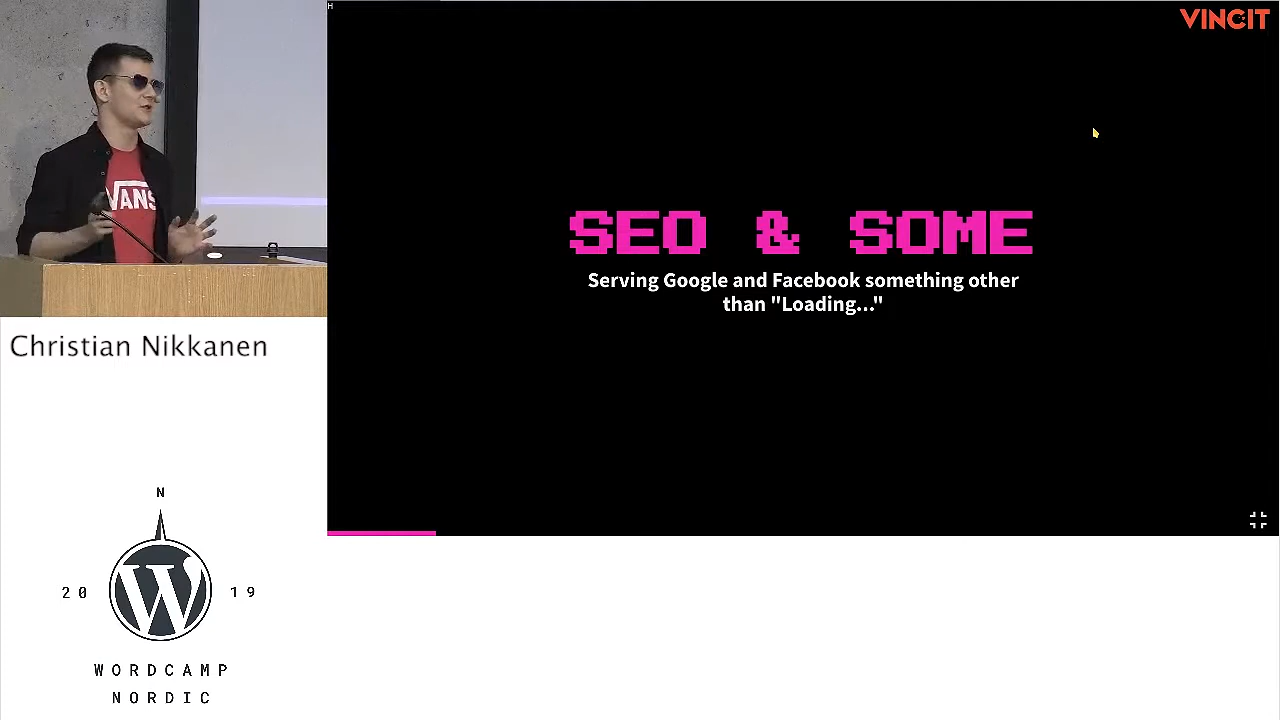 H
VINCIT
VANS
SEO & SOME
Serving Google and Facebook something other
than "Loading..."
Christian Nikkanen
N
20 19
WORDCAMP
NORDIC